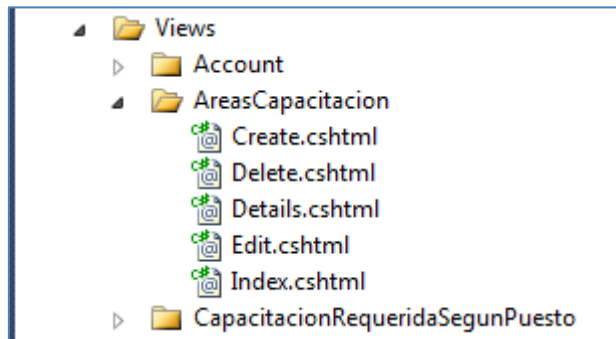 Views
Account
AreasCapacitacion
Create.cshtml
Delete.cshtml
Details.cshtml
Edit.cshtml
Index.cshtml
CapacitacionRequeridaSegunPuesto